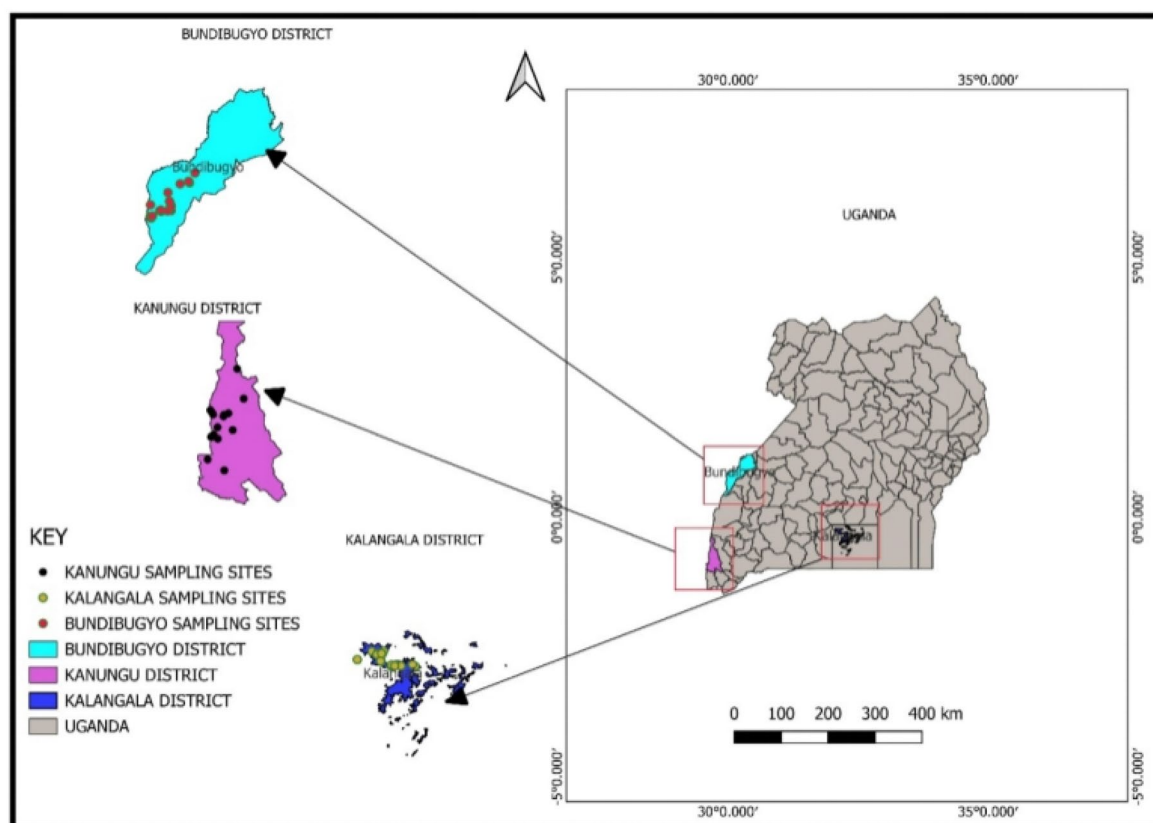 BUNDIBUGYO DISTRICT
Bundibugyo
KANUNGU DISTRICT
KEY
KANUNGU SAMPLING SITES
KALANGALA SAMPLING SITES
BUNDIBUGYO SAMPLING SITES
BUNDIBUGYO DISTRICT
KANUNGU DISTRICT
KALANGALA DISTRICT
UGANDA
KALANGALA DISTRICT
Kalangala
30°0.000′ 35°0.000′
UGANDA
5°0.000′ 5°0.000′
Bundibugyo
0°0.000′ 0°0.000′
Kalangala
0 100 200 300 400 km
-5°0.000′ -5°0.000′
30°0.000′ 35°0.000′